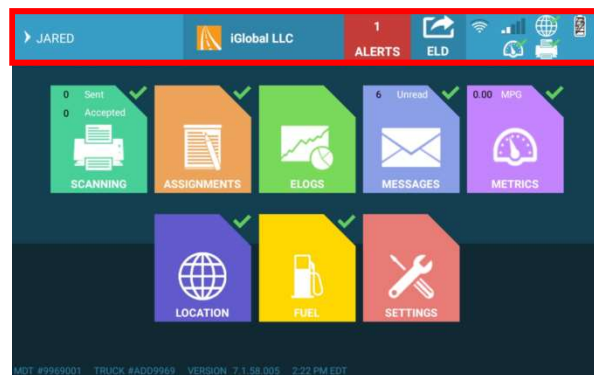 JARED
iGlobal LLC
1
ALERTS
ELD
0 Sent
0 Accepted
SCANNING
ASSIGNMENTS
ELOGS
6 Unread
MESSAGES
0.00 MPG
METRICS
LOCATION
FUEL
SETTINGS
MDT #9969001 TRUCK #ADD9969 VERSION 7.1.58.005 2:22 PM EDT